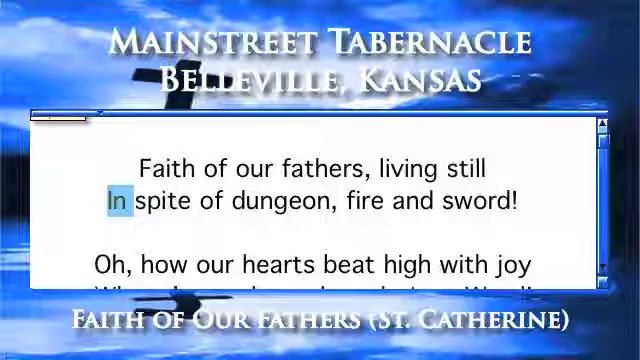 MAINSTREET TABERNACLE
BELLEVILLE, KANSAS
Faith of our fathers, living still
In spite of dungeon, fire and sword!
Oh, how our hearts beat high with joy
FAITH OF OUR FATHERS (ST. CATHERINE)